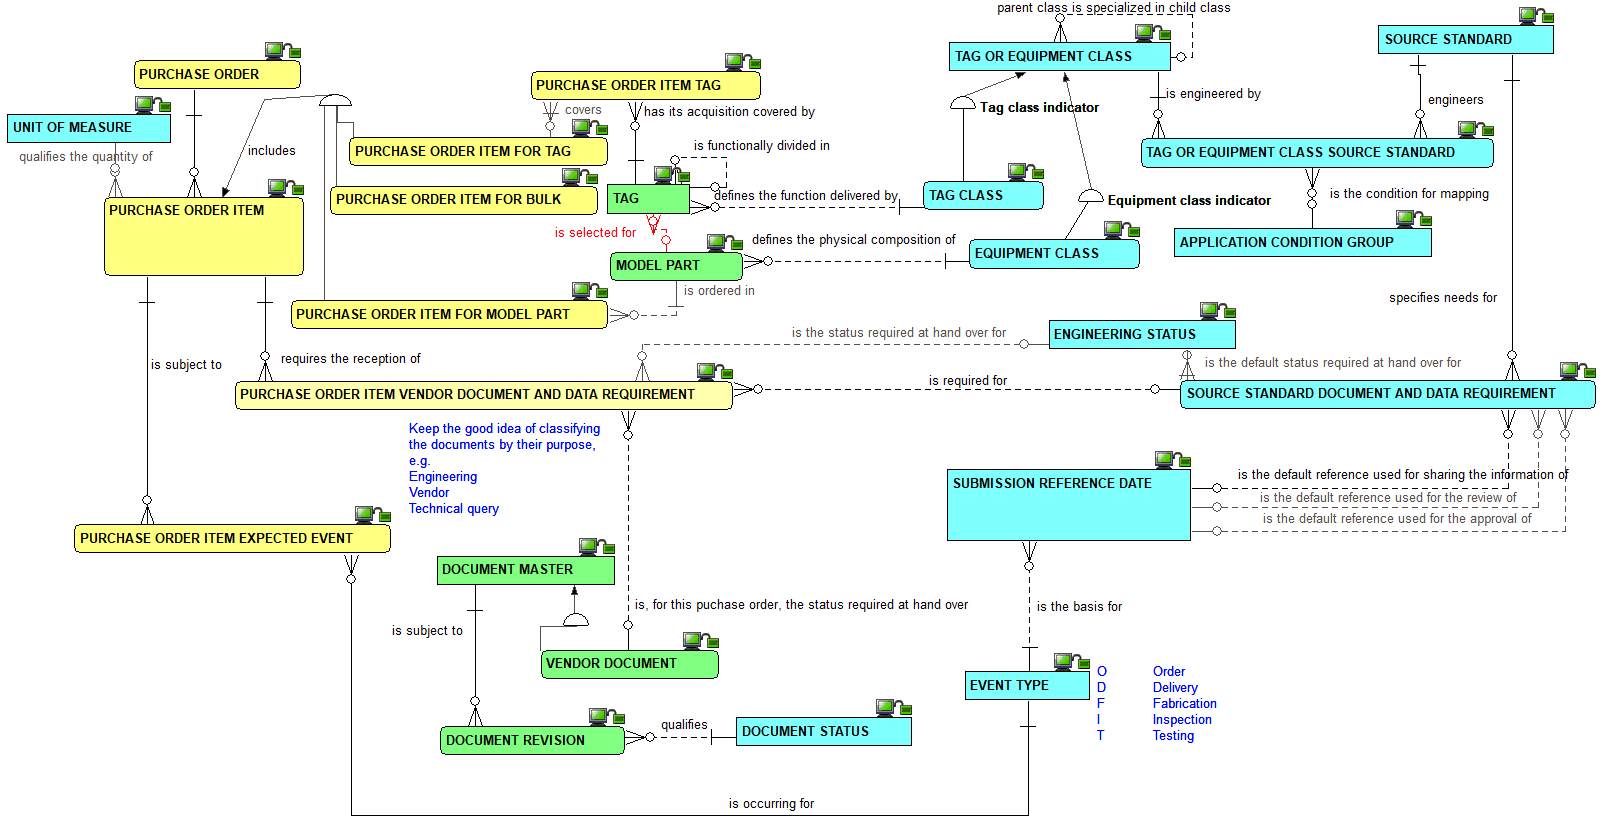 parent class is specialized in child class
SOURCE STANDARD
TAG OR EQUIPMENT CLASS
PURCHASE ORDER
PURCHASE ORDER ITEM TAG
is engineered by
engineers
Tag class indicator
covers
has its acquisition covered by
UNIT OF MEASURE
qualifies the quantity of
includes
PURCHASE ORDER ITEM FOR TAG
is functionally divided in
TAG OR EQUIPMENT CLASS SOURCE STANDARD
PURCHASE ORDER ITEM FOR BULK
TAG
defines the function delivered by
TAG CLASS
is the condition for mapping
Equipment class indicator
PURCHASE ORDER ITEM
is selected for
defines the physical composition of
EQUIPMENT CLASS
APPLICATION CONDITION GROUP
MODEL PART
is ordered in
specifies needs for
PURCHASE ORDER ITEM FOR MODEL PART
is the status required at hand over for
ENGINEERING STATUS
is subject to
requires the reception of
is the default status required at hand over for
is required for
PURCHASE ORDER ITEM VENDOR DOCUMENT AND DATA REQUIREMENT
SOURCE STANDARD DOCUMENT AND DATA REQUIREMENT
Keep the good idea of classifying
the documents by their purpose,
e.g.
Engineering
Vendor
Technical query
is the default reference used for sharing the information of
SUBMISSION REFERENCE DATE
is the default reference used for the review of
is the default reference used for the approval of
PURCHASE ORDER ITEM EXPECTED EVENT
DOCUMENT MASTER
is, for this puchase order, the status required at hand over
is the basis for
is subject to
VENDOR DOCUMENT
EVENT TYPE
O Order
D Delivery
F Fabrication
I Inspection
T Testing
qualifies
DOCUMENT REVISION
DOCUMENT STATUS
is occurring for